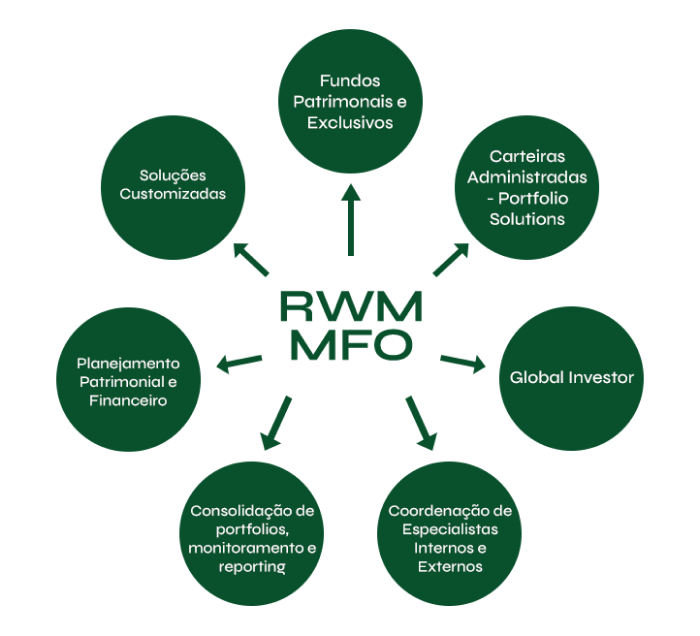 Fundos
Patrimonais e
Exclusivos
Carteiras
Administradas
- Portfolio
Solutions
Soluções
Customizadas
RWM
MFO
Global Investor
Planejamento
Patrimonial e
Financeiro
Consolidação de
portfolios,
monitoramento e
reporting
Coordenação de
Especialistas
Internos e
Externos